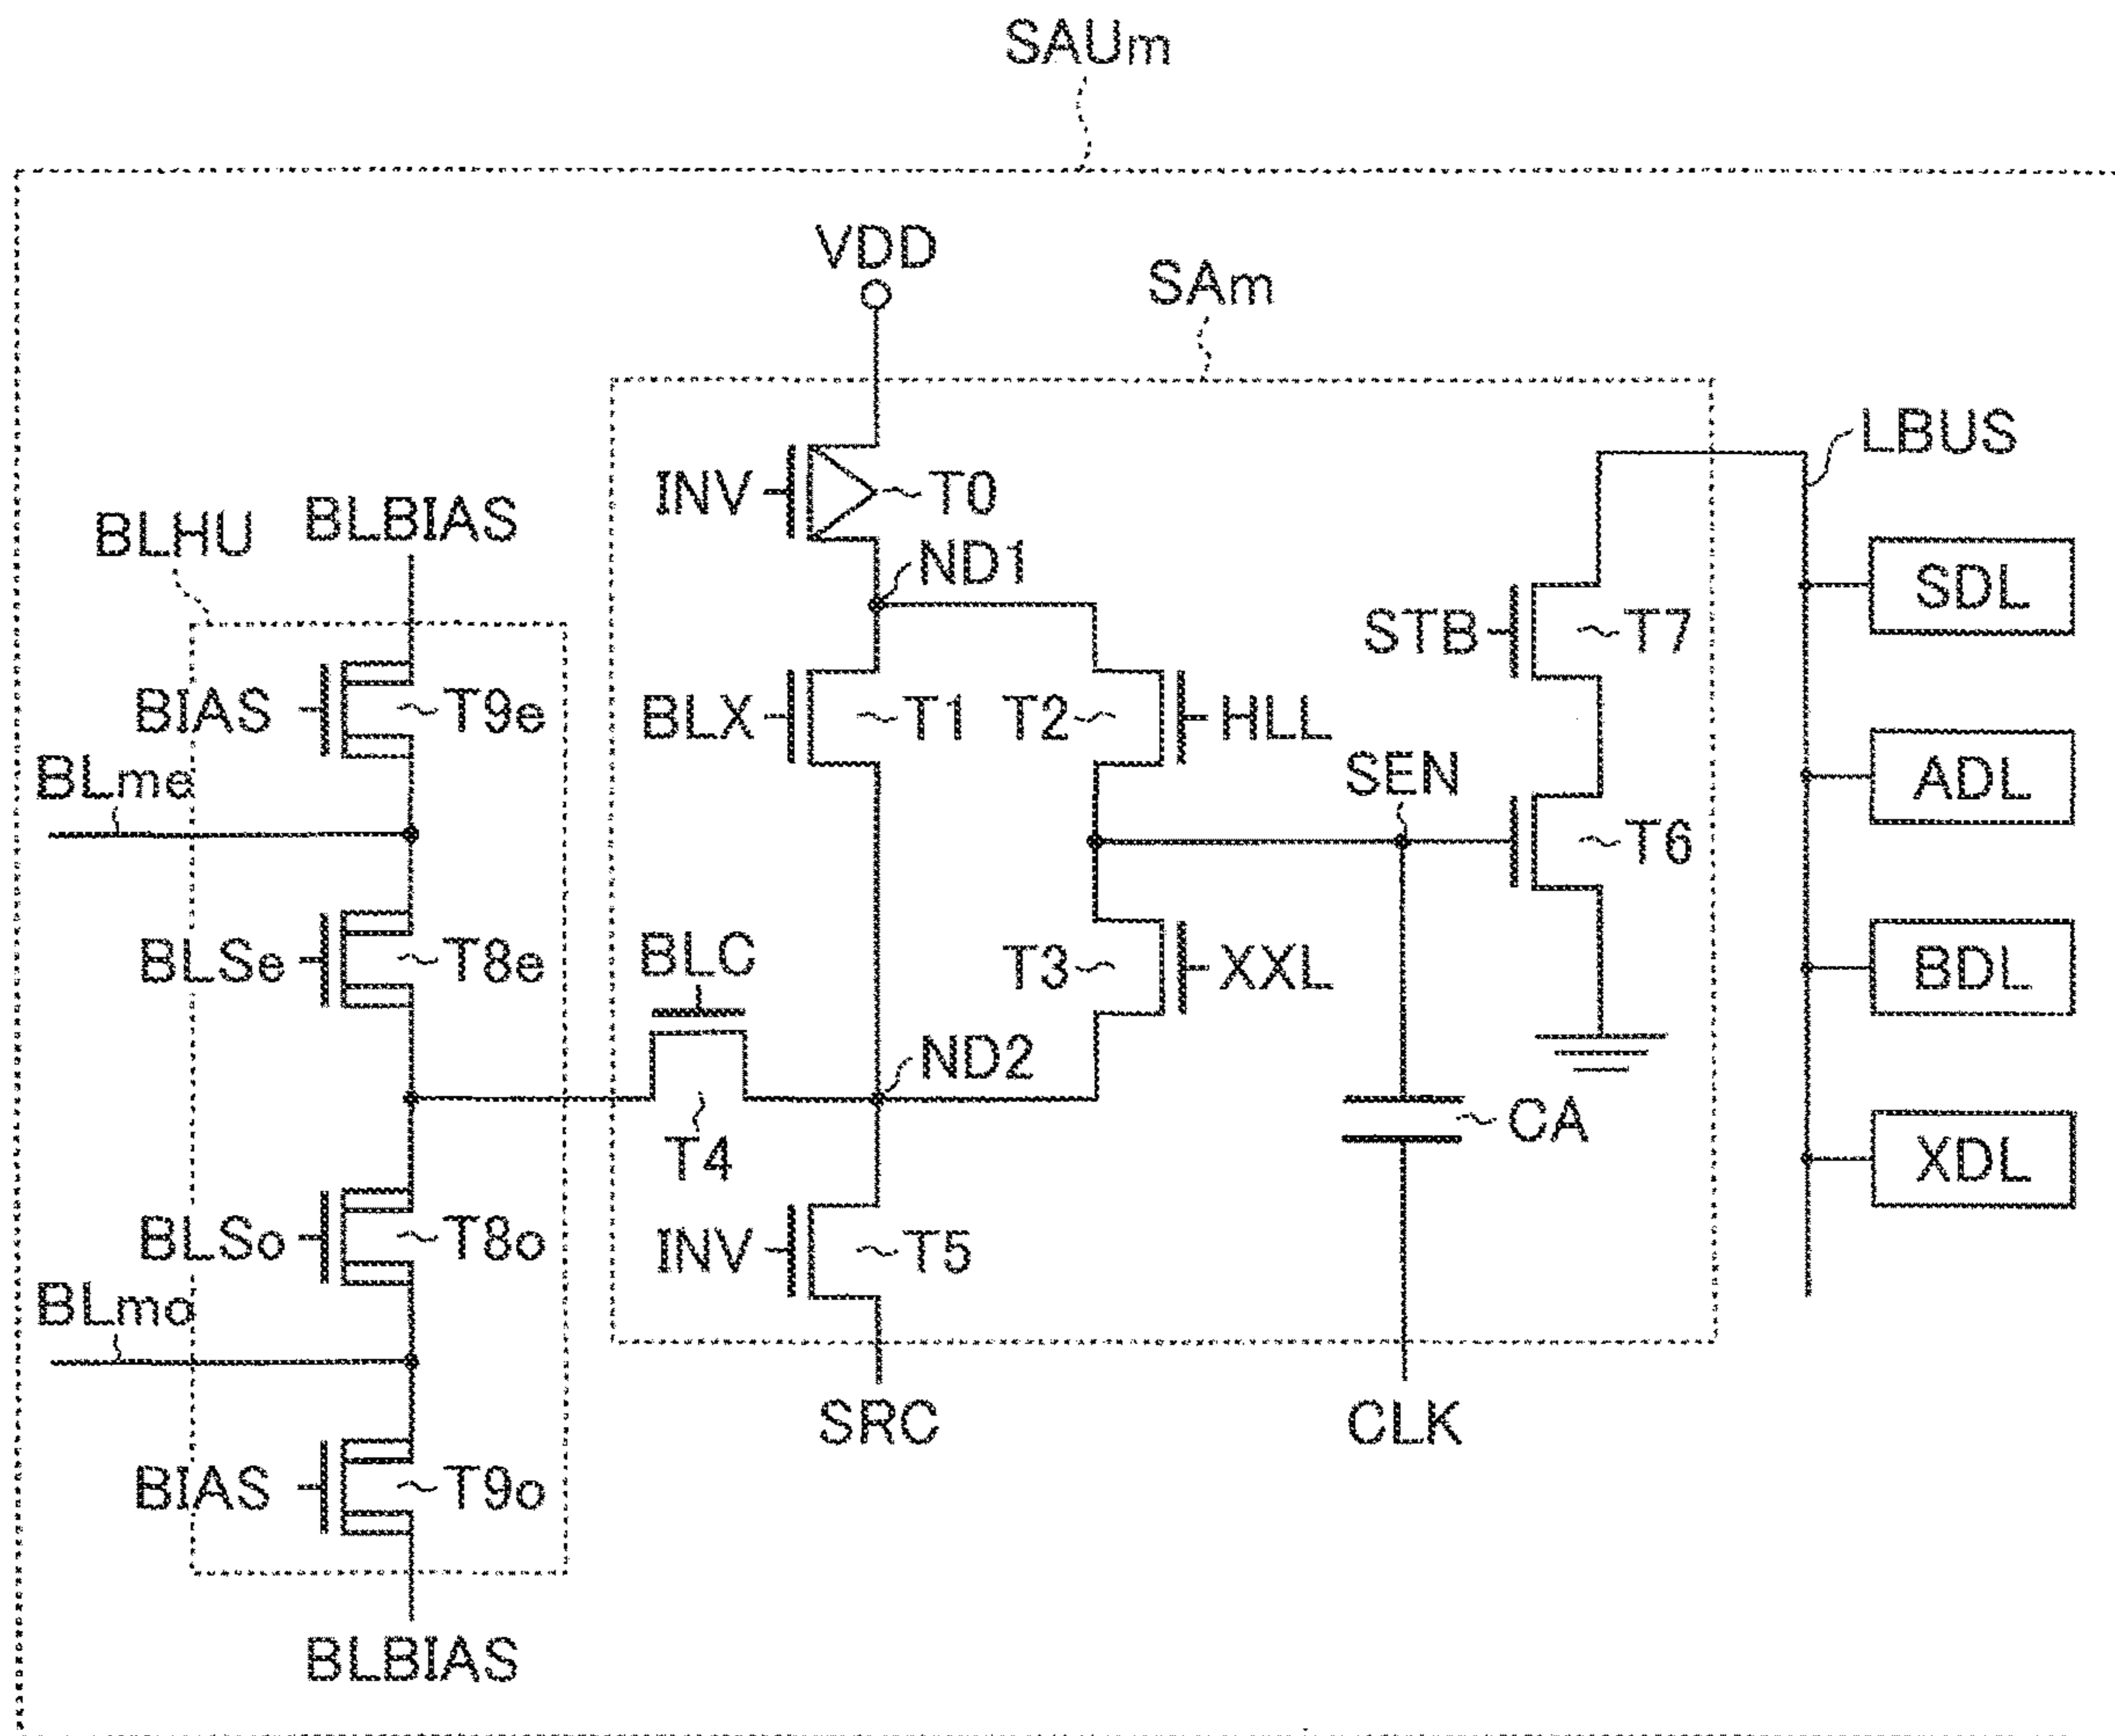 SAUm
VDD
SAm
LBUS
INV
T0
BLHU
BLBIAS
ND1
SDL
STB
T7
BIAS
T9e
BLX
T1
T2
HLL
BLme
SEN
ADL
T6
BLSe
T8e
BLC
T3
XXL
BDL
ND2
CA
T4
XDL
BLSo
T8o
INV
T5
BLmo
SRC
CLK
BIAS
T9o
BLBIAS